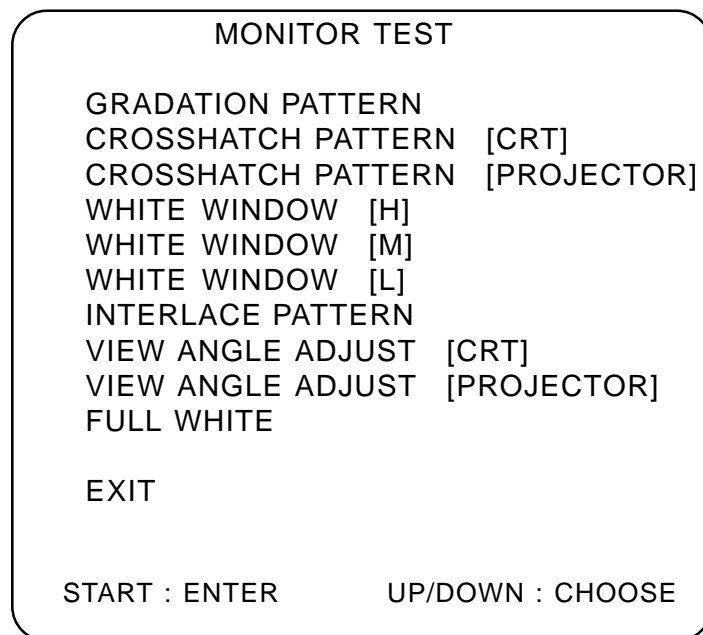 MONITOR TEST
GRADATION PATTERN
CROSSHATCH PATTERN [CRT]
CROSSHATCH PATTERN [PROJECTOR]
WHITE WINDOW [H]
WHITE WINDOW [M]
WHITE WINDOW [L]
INTERLACE PATTERN
VIEW ANGLE ADJUST [CRT]
VIEW ANGLE ADJUST [PROJECTOR]
FULL WHITE
EXIT
START : ENTER UP/DOWN : CHOOSE